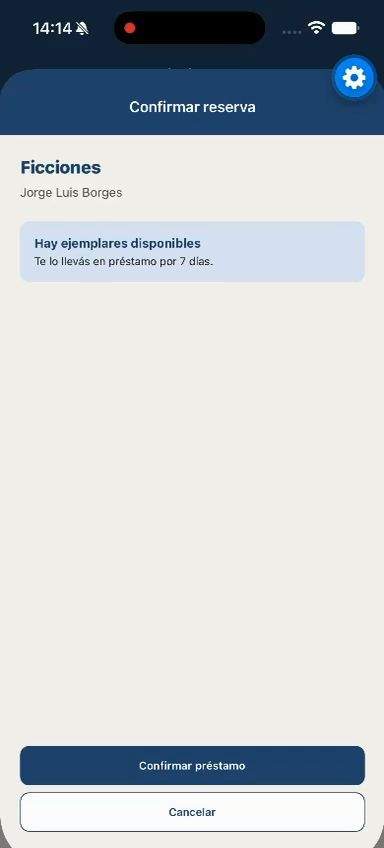 14:14
Confirmar reserva
Ficciones
Jorge Luis Borges
Hay ejemplares disponibles
Te lo llevás en préstamo por 7 días.
Confirmar préstamo
Cancelar